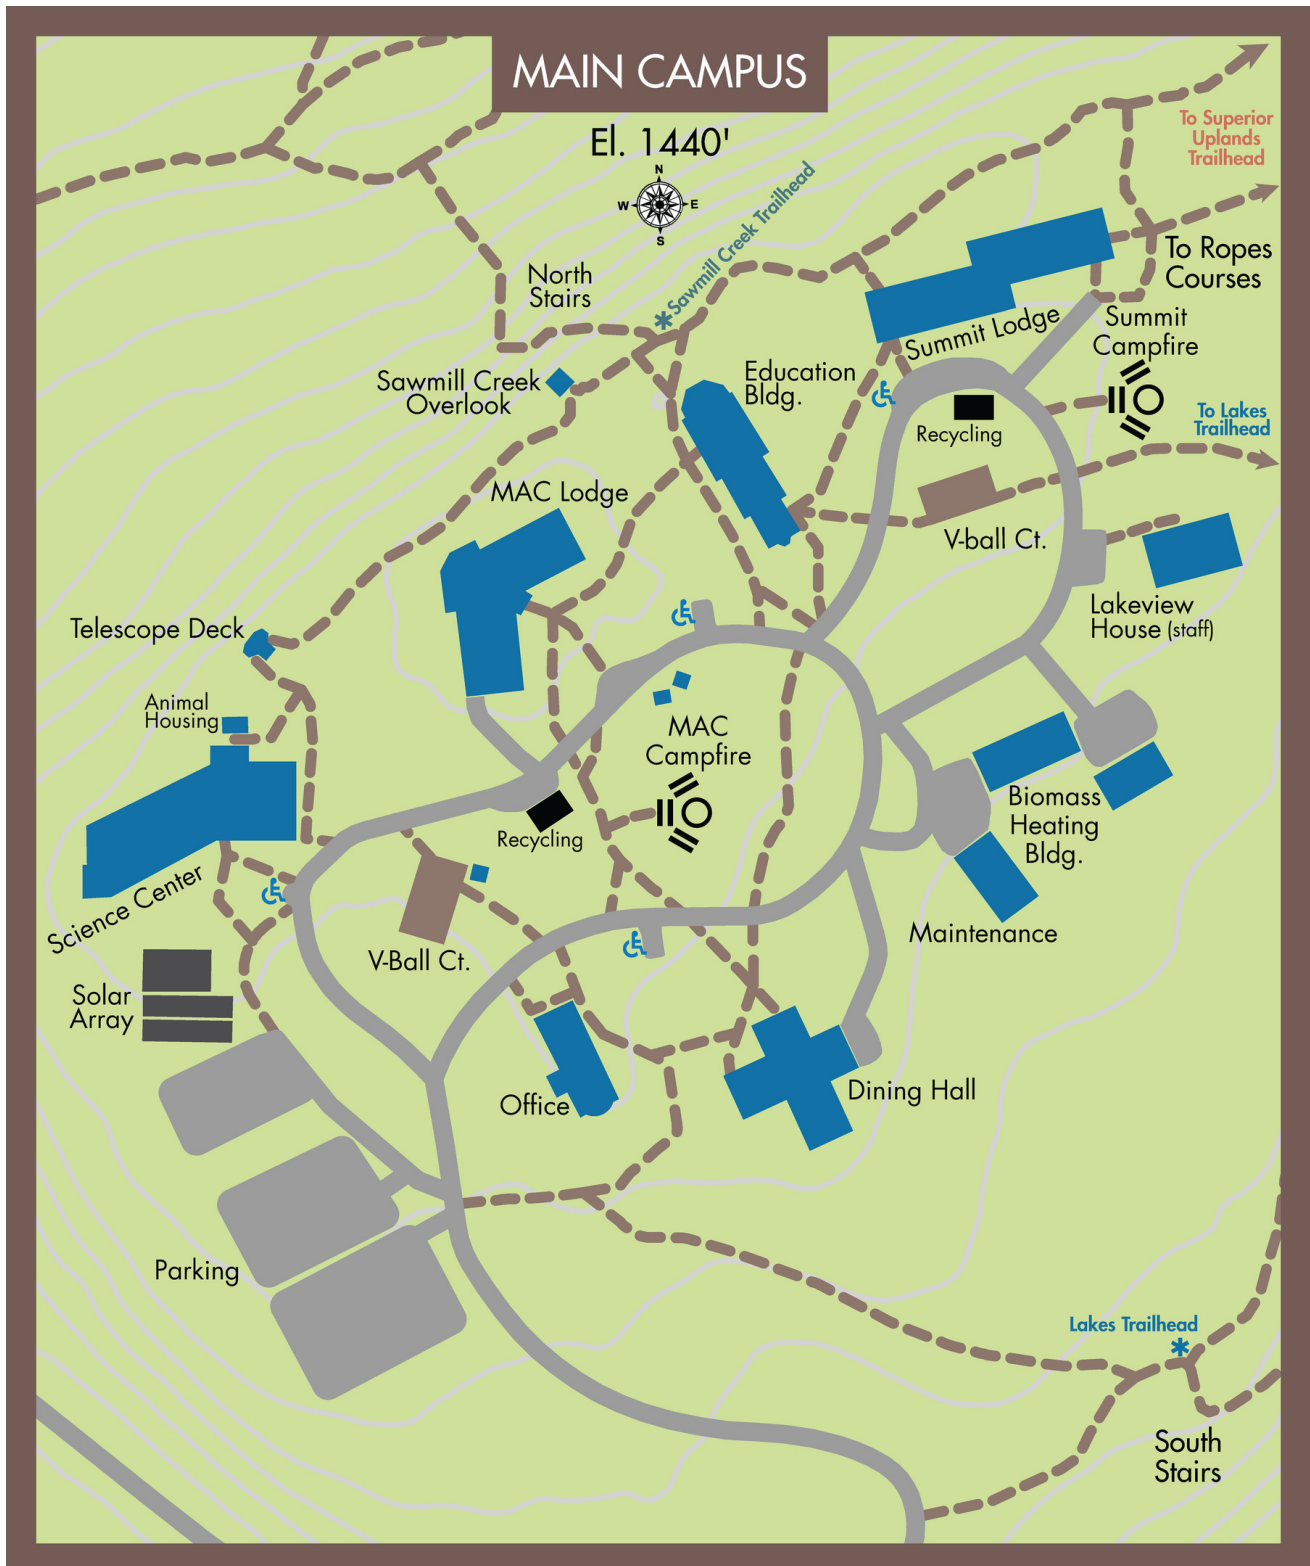 MAIN CAMPUS
El. 1440'
N
W
E
S
To Superior
Uplands
Trailhead
Sawmill Creek Trailhead
To Ropes
Courses
North
Stairs
Summit Lodge
Summit
Campfire
Sawmill Creek
Overlook
Education
Bldg.
Recycling
To Lakes
Trailhead
MAC Lodge
V-ball Ct.
Lakeview
House (staff)
Telescope Deck
Animal
Housing
MAC
Campfire
Biomass
Heating
Bldg.
Recycling
Science Center
V-Ball Ct.
Maintenance
Solar
Array
Office
Dining Hall
Parking
Lakes Trailhead
South
Stairs